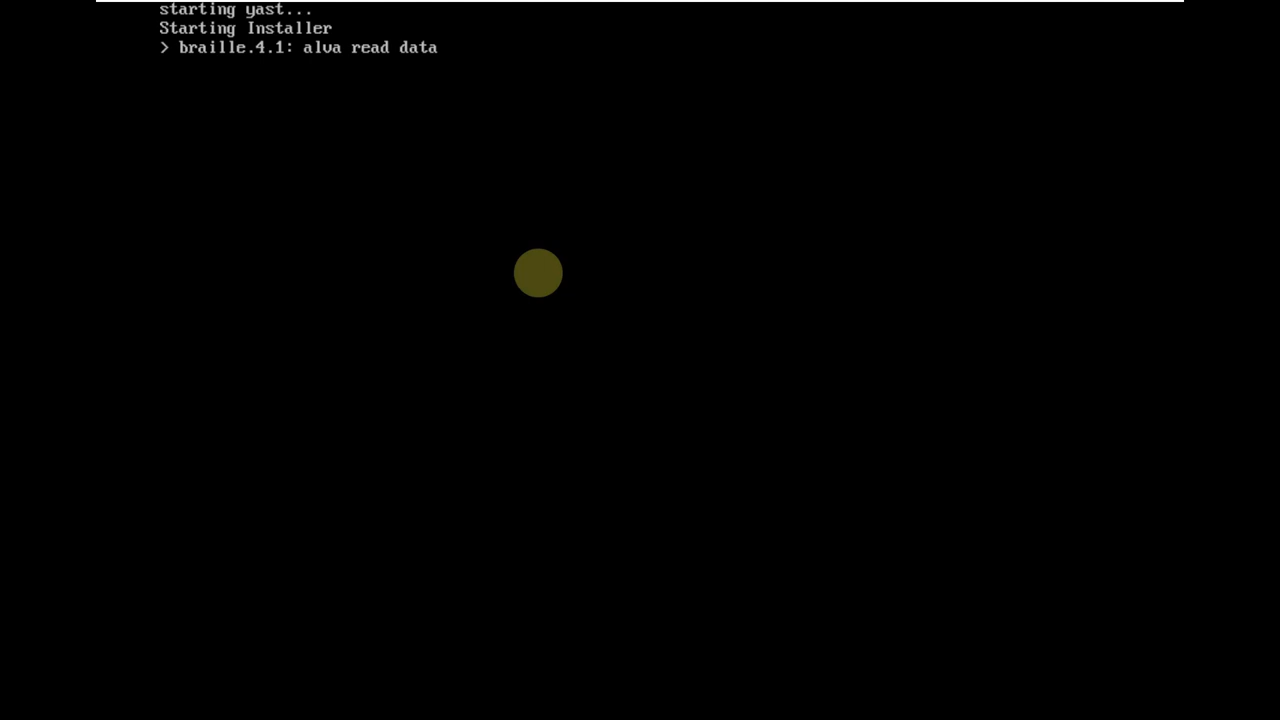 starting yast...
Starting Installer
> braille.4.1: alva read data